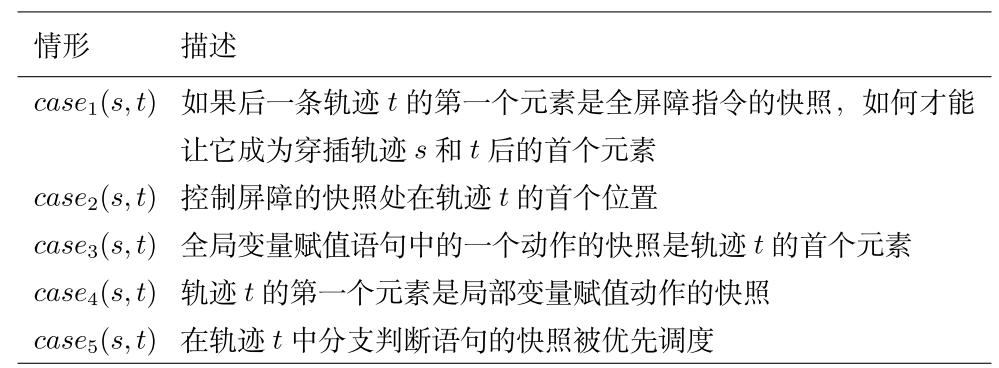 情形 描述
case₁(s, t) 如果后一条轨迹 t 的第一个元素是全屏障指令的快照，如何才能
让它成为穿插轨迹 s 和 t 后的首个元素
case₂(s, t) 控制屏障的快照处在轨迹 t 的首个位置
case₃(s, t) 全局变量赋值语句中的一个动作的快照是轨迹 t 的首个元素
case₄(s, t) 轨迹 t 的第一个元素是局部变量赋值动作的快照
case₅(s, t) 在轨迹 t 中分支判断语句的快照被优先调度